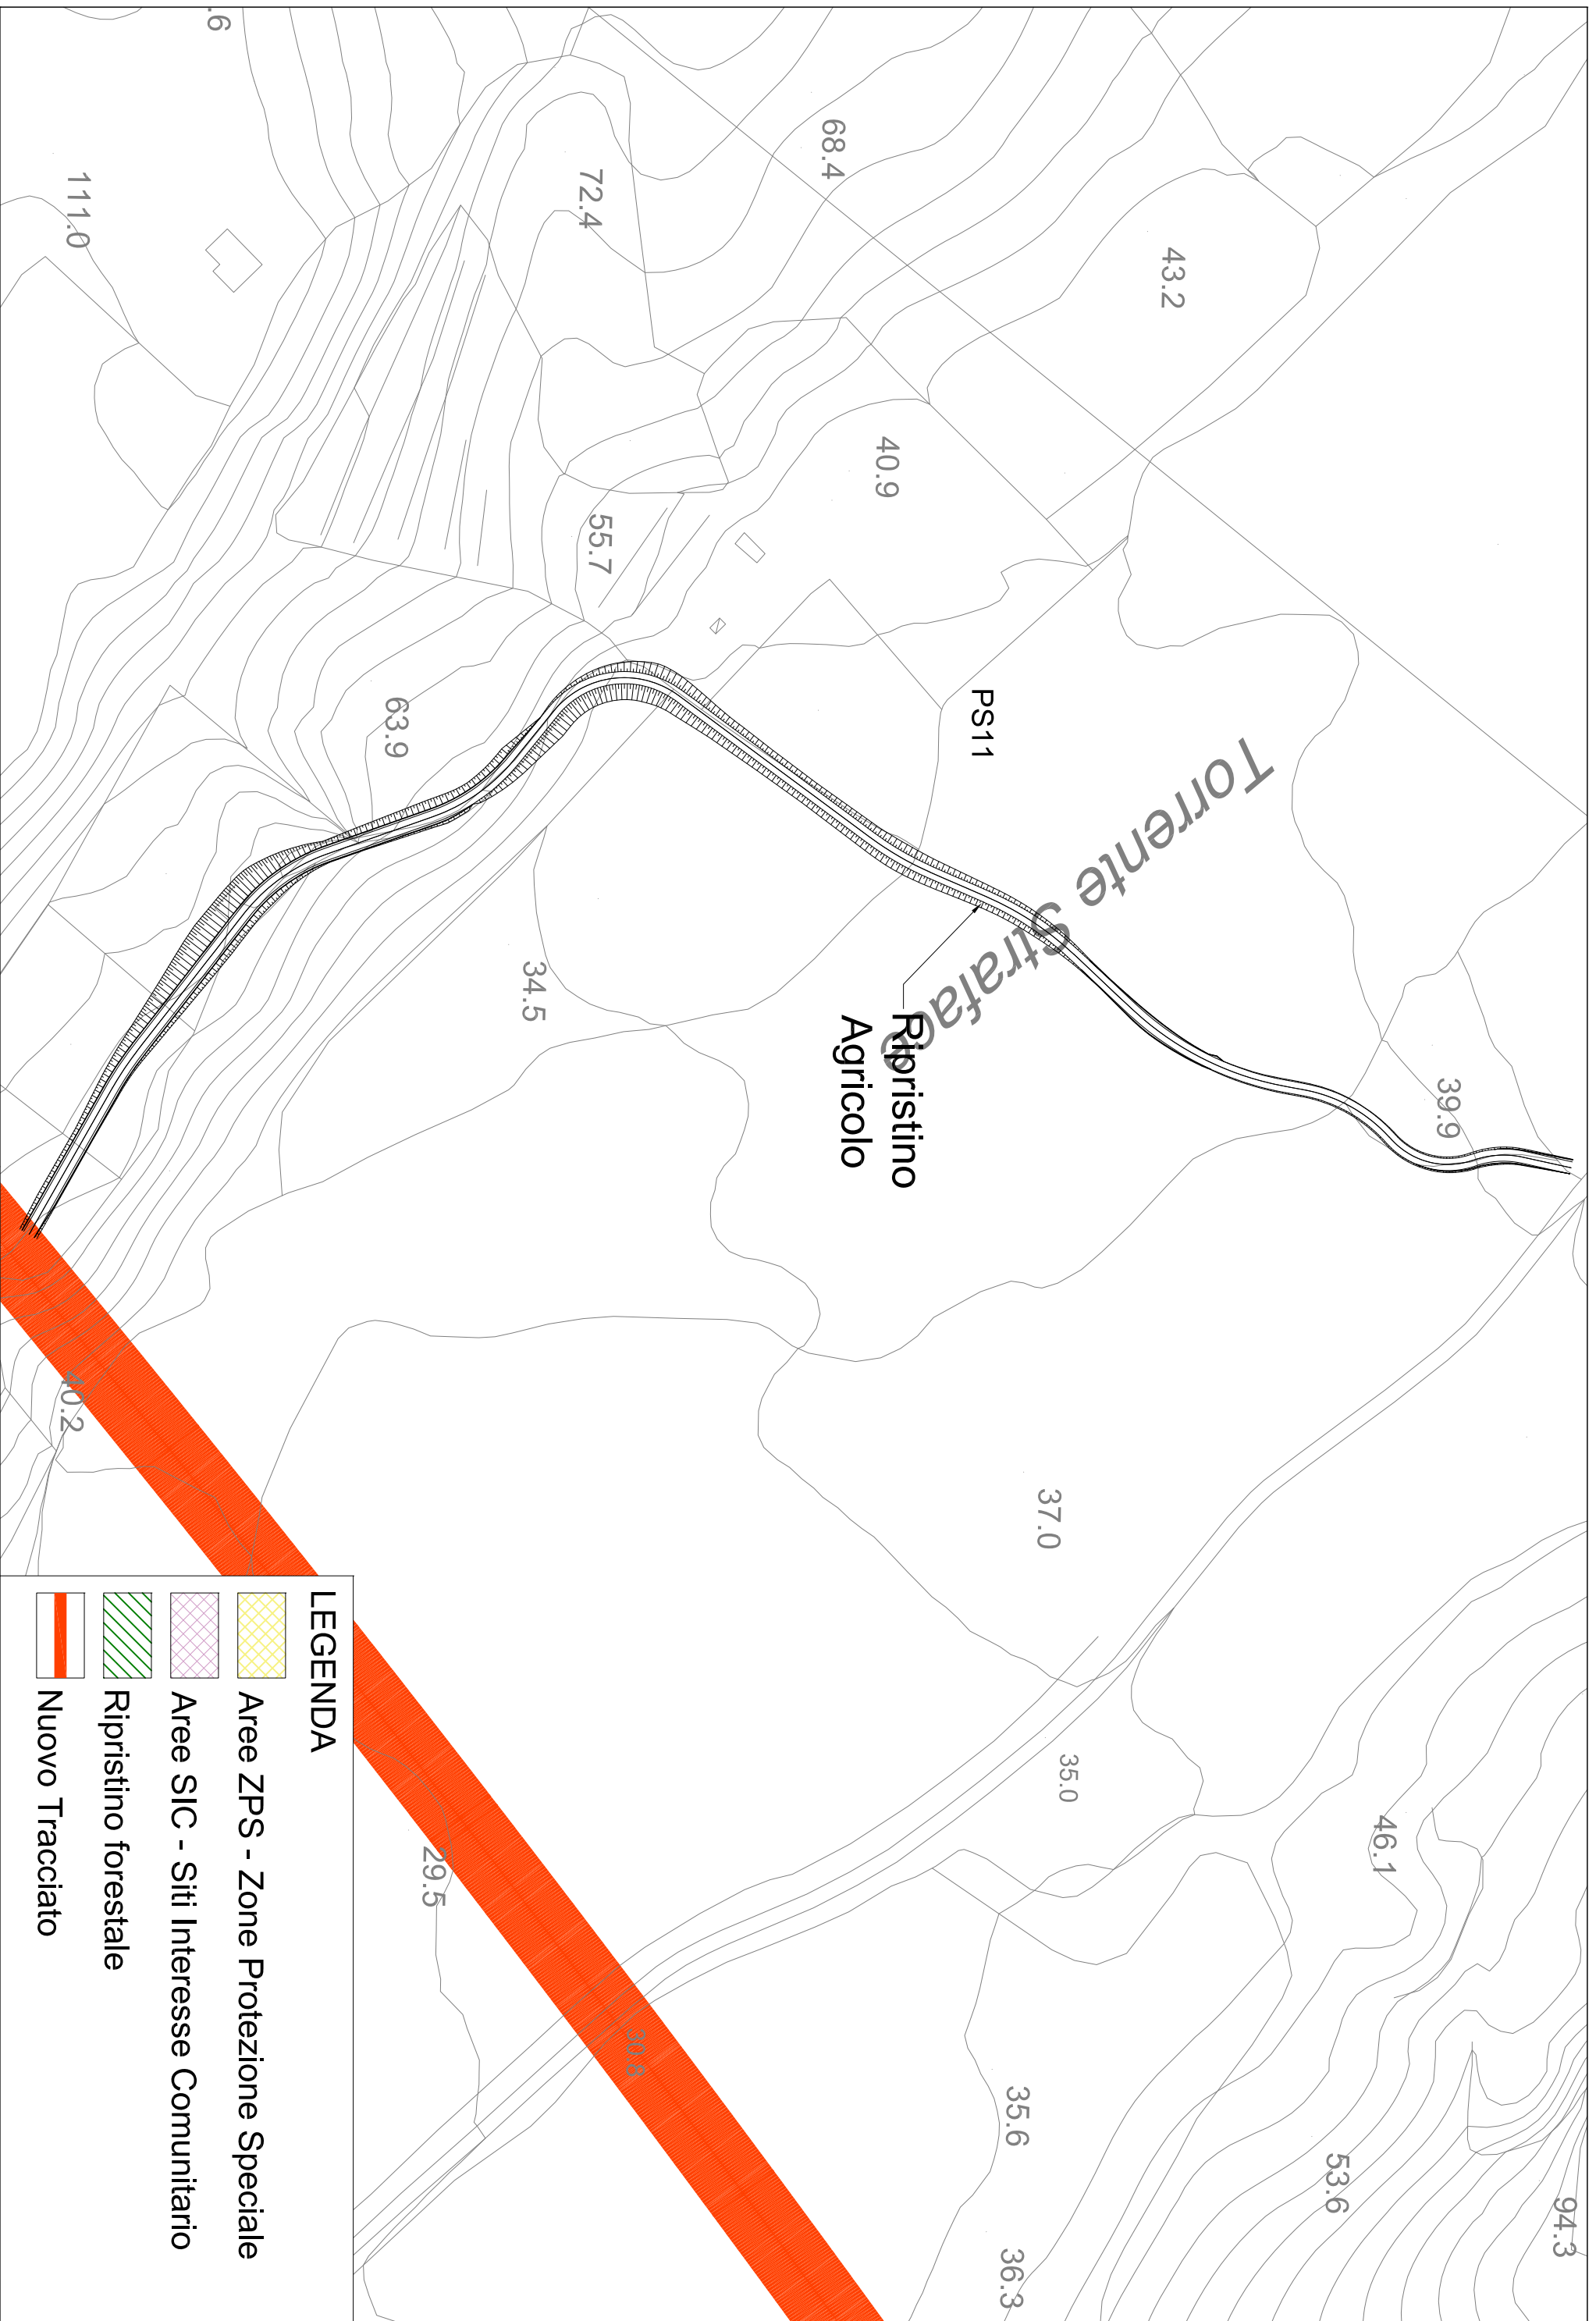 94.3
53.6
46.1
39.9
43.2
Torrente Straface
PS11
Ripristino
Agricolo
37.0
35.0
35.6
36.3
68.4
40.9
72.4
55.7
34.5
63.9
111.0
.6
30.8
29.5
40.2
LEGENDA
Aree ZPS - Zone Protezione Speciale
Aree SIC - Siti Interesse Comunitario
Ripristino forestale
Nuovo Tracciato